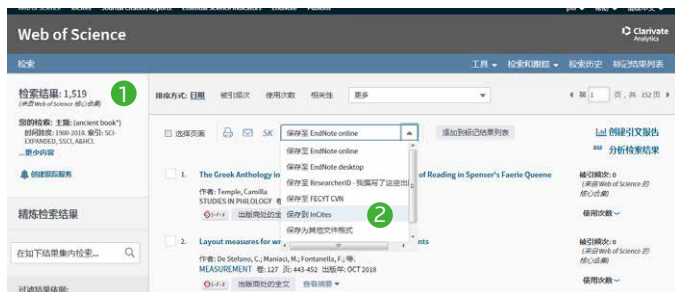 Web of Science
Clarivate
Analytics
检索
工具
检索和跟踪
检索历史
标记结果列表
检索结果: 1,519
(来自 Web of Science 核心合集)
1
您的检索: 主题: (ancient book*)
时间跨度: 1900-2018. 索引: SCI-
EXPANDED, SSCI, A&HCI.
...更少内容
创建跟踪服务
精炼检索结果
在如下结果集内检索...
过滤结果依据:
排序方式: 日期 被引频次 使用次数 相关性 更多
第 1 页，共 152 页
选择页面 5K 保存至 EndNote online 添加到标记结果列表
保存至 EndNote online
保存至 EndNote desktop
保存至 ResearcherID - 我撰写了这些出
保存至 FECYT CVN
保存到 InCites
2
保存为其他文件格式
创建引文报告
分析检索结果
1. The Greek Anthology in of Reading in Spenser's Faerie Queene
作者: Temple, Camilla
STUDIES IN PHILOLOGY
出版商处的全
被引频次: 0
(来自 Web of Science 的
核心合集)
使用次数
2. Layout measures for wr nts
作者: De Stefano, C.; Maniaci, M.; Fontanella, F.; 等.
MEASUREMENT 卷: 127 页: 443-452 出版年: OCT 2018
出版商处的全文 查看摘要
被引频次: 0
(来自 Web of Science 的
核心合集)
使用次数